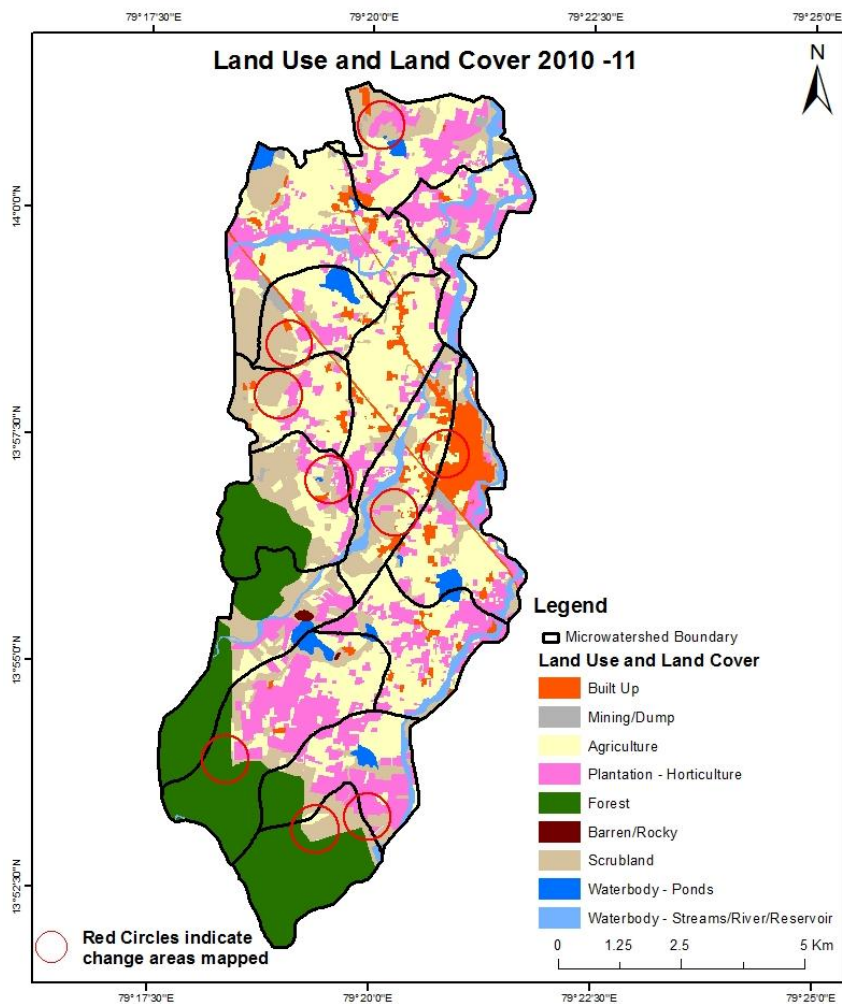 79° 17'30"E 79° 20'0"E 79° 22'30"E 79° 25'0"E
Land Use and Land Cover 2010 -11
N
14°0'0"N
13°57'30"N
13°55'0"N
13°52'30"N
Legend
Microwatershed Boundary
Land Use and Land Cover
Built Up
Mining/Dump
Agriculture
Plantation - Horticulture
Forest
Barren/Rocky
Scrubland
Waterbody - Ponds
Waterbody - Streams/River/Reservoir
Red Circles indicate
change areas mapped
0 1.25 2.5 5 Km
79° 17'30"E 79° 20'0"E 79° 22'30"E 79° 25'0"E